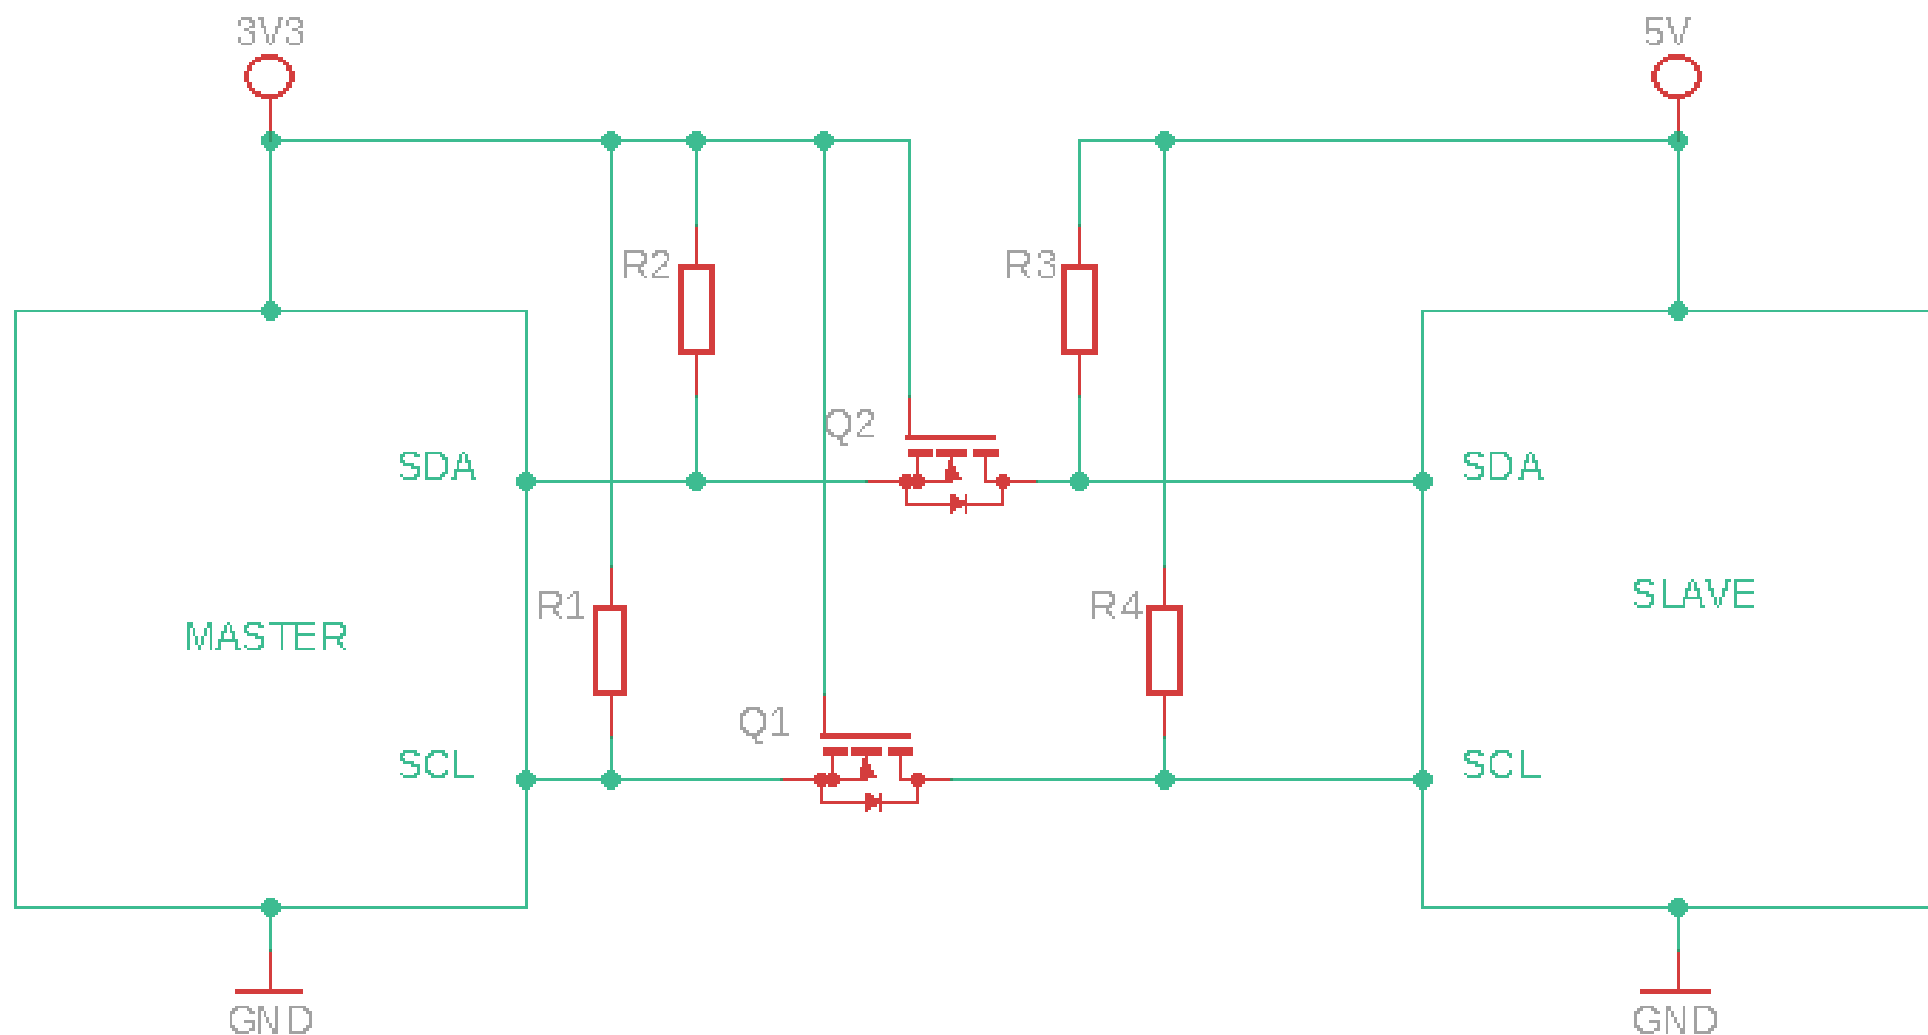 3V3
5V
R2
R3
Q2
SDA
SDA
R1
R4
SLAVE
MASTER
Q1
SCL
SCL
GND
GND